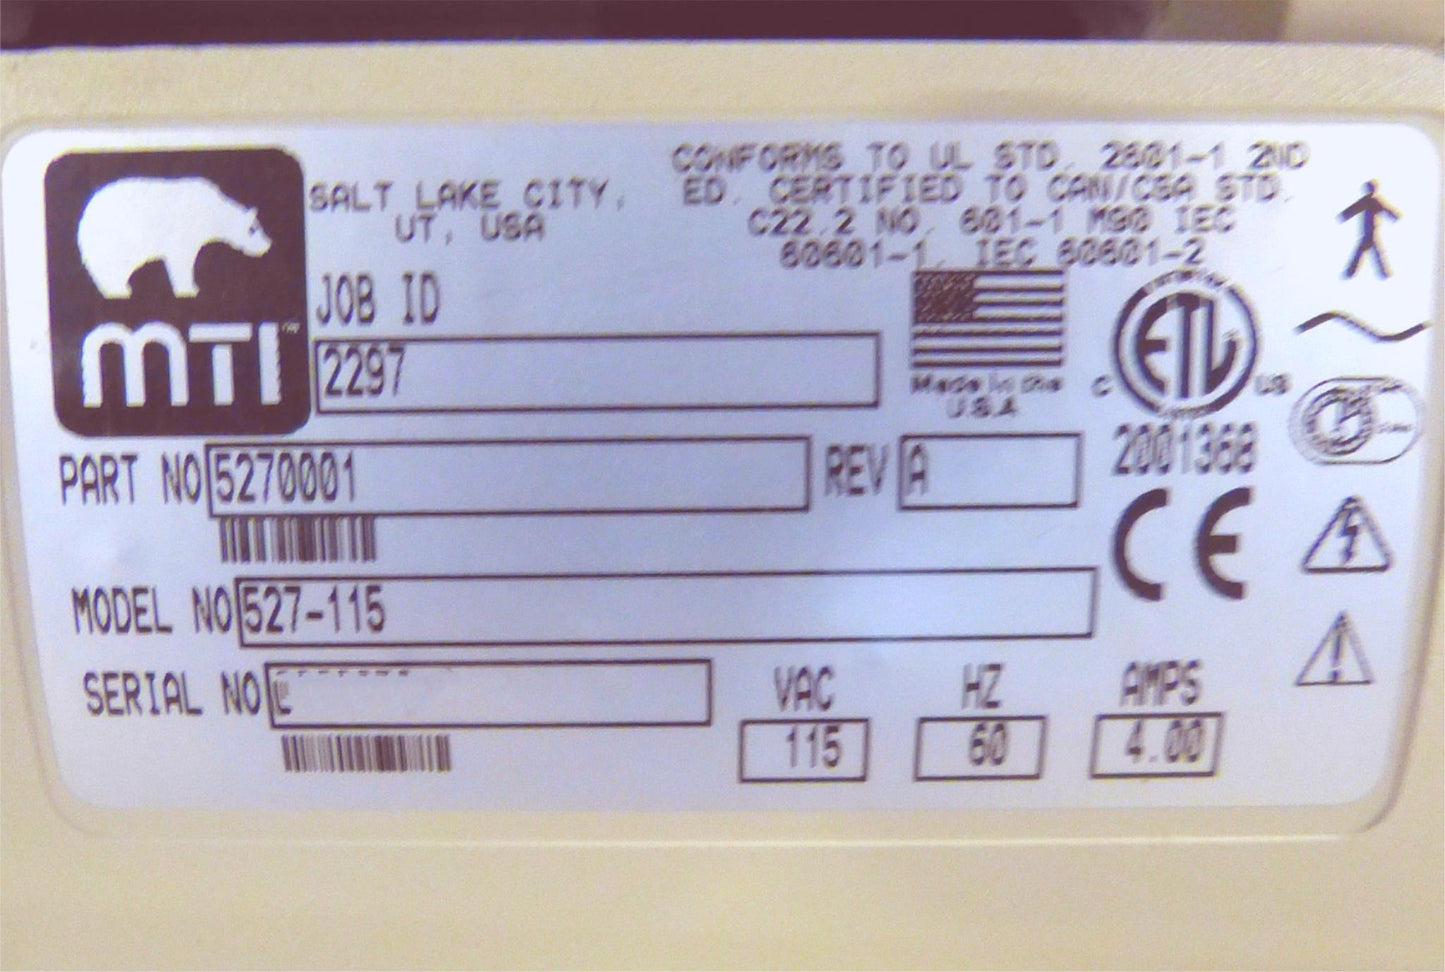 MTI™
SALT LAKE CITY,
UT, USA
CONFORMS TO UL STD. 2601-1 2ND
ED. CERTIFIED TO CAN/CSA STD.
C22.2 NO. 601-1 M90 IEC
60601-1, IEC 60601-2
JOB ID
2297
Made in the
U.S.A
C ETL US
2001368
PART NO 5270001
REV A
CE
MODEL NO 527-115
SERIAL NO
VAC HZ AMPS
115 60 4.00